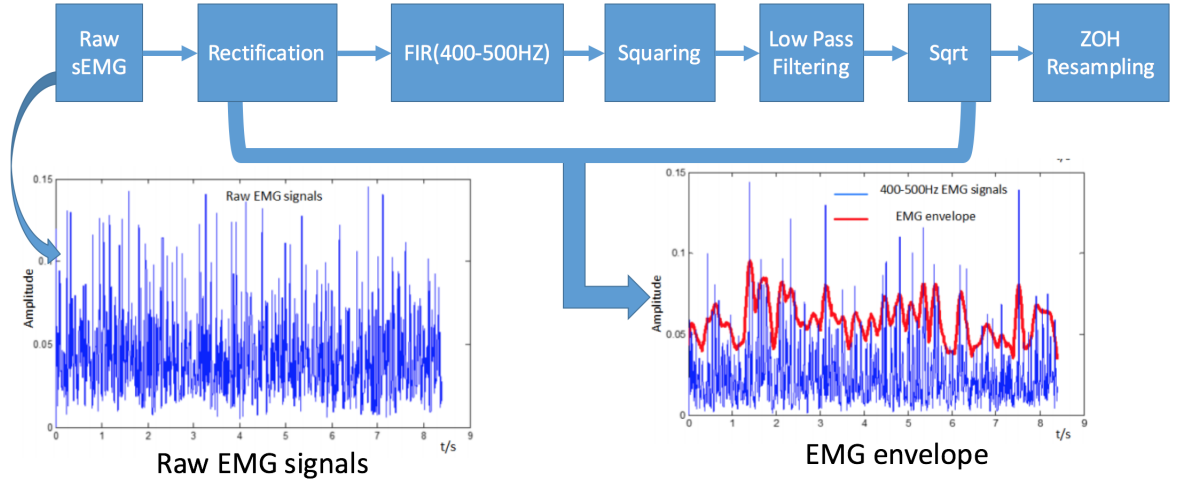 Raw
sEMG
Rectification
FIR(400-500HZ)
Squaring
Low Pass
Filtering
Sqrt
ZOH
Resampling
0.15
Raw EMG signals
0.1
Amplitude
0.05
0
0 1 2 3 4 5 6 7 8 9
t/s
Raw EMG signals
0.15
400-500Hz EMG signals
EMG envelope
0.1
Amplitude
0.05
0
0 1 2 3 4 5 6 7 8 9
t/s
EMG envelope